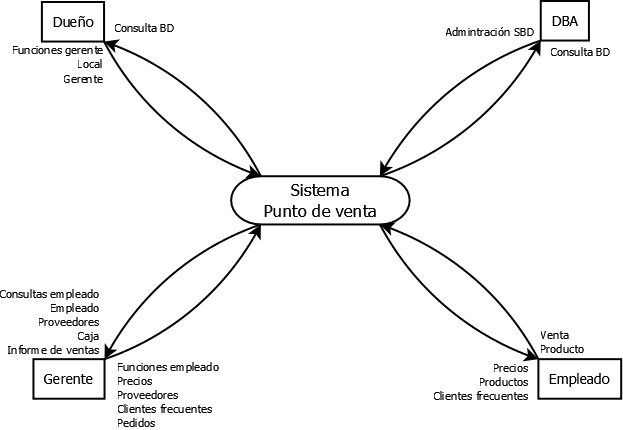 Dueño
Consulta BD
Funciones gerente
Local
Gerente
DBA
Admintración SBD
Consulta BD
Sistema
Punto de venta
Consultas empleado
Empleado
Proveedores
Caja
Informe de ventas
Gerente
Funciones empleado
Precios
Proveedores
Clientes frecuentes
Pedidos
Venta
Producto
Precios
Productos
Clientes frecuentes
Empleado